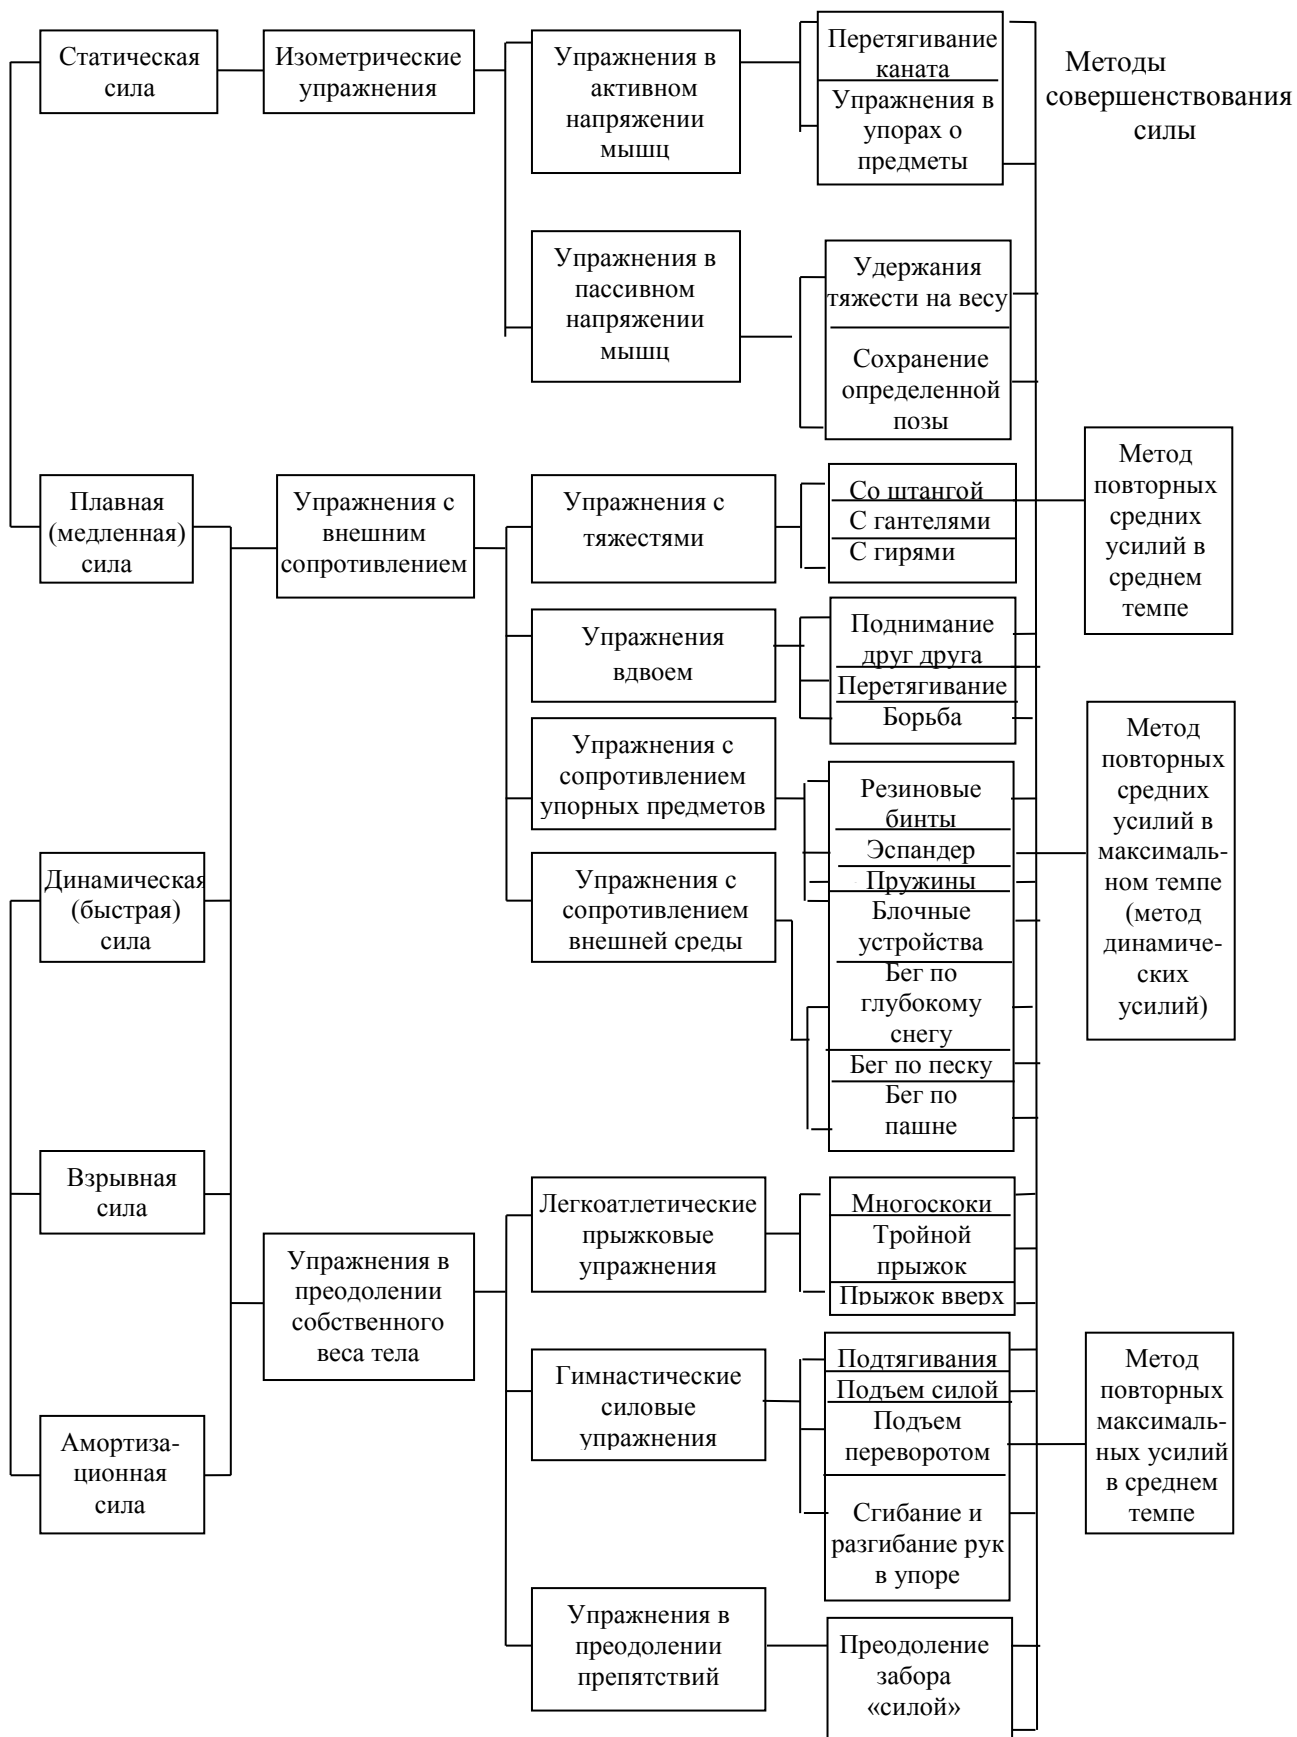 Статическая
сила
Изометрические
упражнения
Упражнения в
активном
напряжении
мышц
Перетягивание
каната
Упражнения в
упорах о
предметы
Методы
совершенствования
силы
Упражнения в
пассивном
напряжении
мышц
Удержания
тяжести на весу
Сохранение
определенной
позы
Плавная
(медленная)
сила
Упражнения с
внешним
сопротивлением
Упражнения с
тяжестями
Со штангой
С гантелями
С гирями
Метод
повторных
средних
усилий в
среднем
темпе
Упражнения
вдвоем
Поднимание
друг друга
Перетягивание
Борьба
Упражнения с
сопротивлением
упорных предметов
Резиновые
бинты
Эспандер
Пружины
Блочные
устройства
Метод
повторных
средних
усилий в
максималь-
ном темпе
(метод
динамиче-
ских
усилий)
Динамическая
(быстрая)
сила
Упражнения с
сопротивлением
внешней среды
Бег по
глубокому
снегу
Бег по песку
Бег по
пашне
Взрывная
сила
Легкоатлетические
прыжковые
упражнения
Многоскоки
Тройной
прыжок
Прыжок вверх
Упражнения в
преодолении
собственного
веса тела
Гимнастические
силовые
упражнения
Подтягивания
Подъем силой
Подъем
переворотом
Сгибание и
разгибание рук
в упоре
Метод
повторных
максималь-
ных усилий
в среднем
темпе
Амортиза-
ционная
сила
Упражнения в
преодолении
препятствий
Преодоление
забора
«силой»